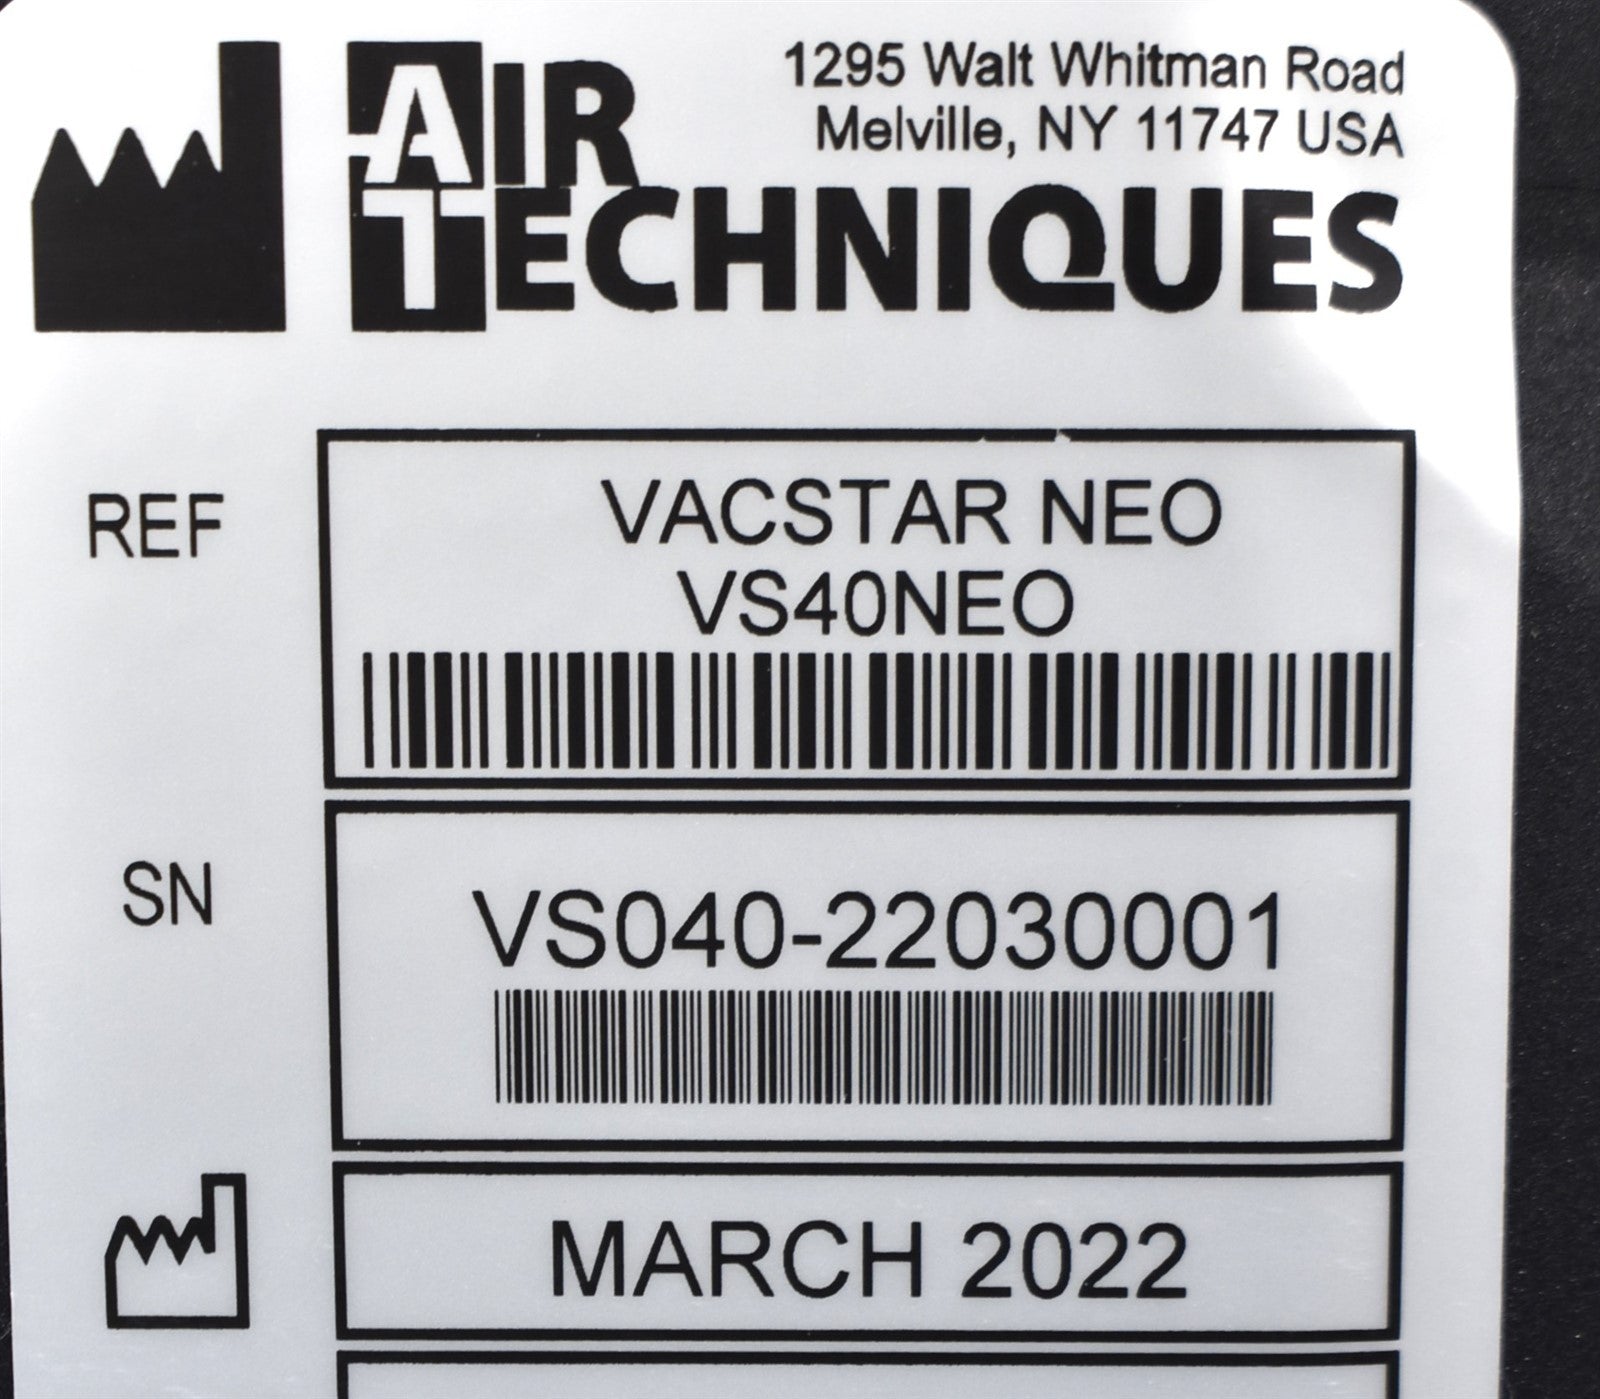 AIR
TECHNIQUES
1295 Walt Whitman Road
Melville, NY 11747 USA
REF
VACSTAR NEO
VS40NEO
SN
VS040-22030001
MARCH 2022